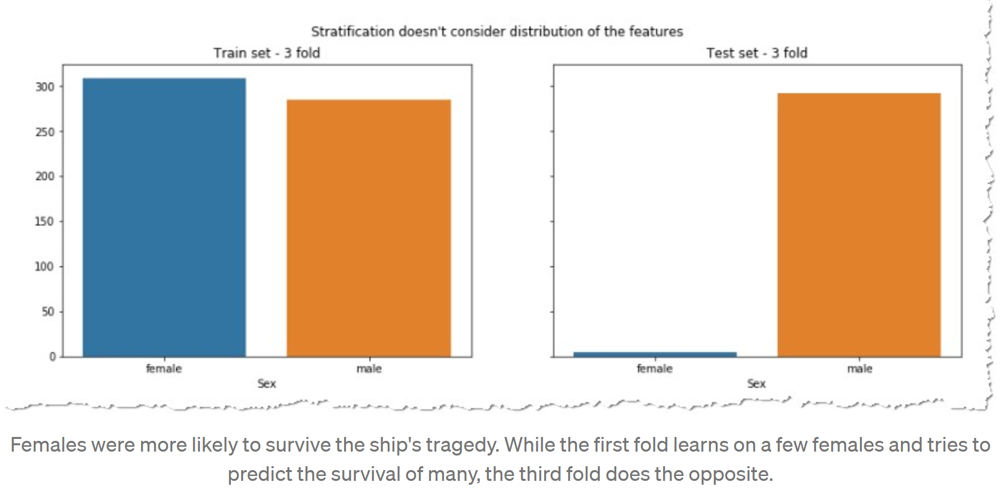 Stratification doesn't consider distribution of the features
Train set - 3 fold
300
250
200
150
100
50
0
female
male
Sex
Test set - 3 fold
female
male
Sex
Females were more likely to survive the ship's tragedy. While the first fold learns on a few females and tries to
predict the survival of many, the third fold does the opposite.